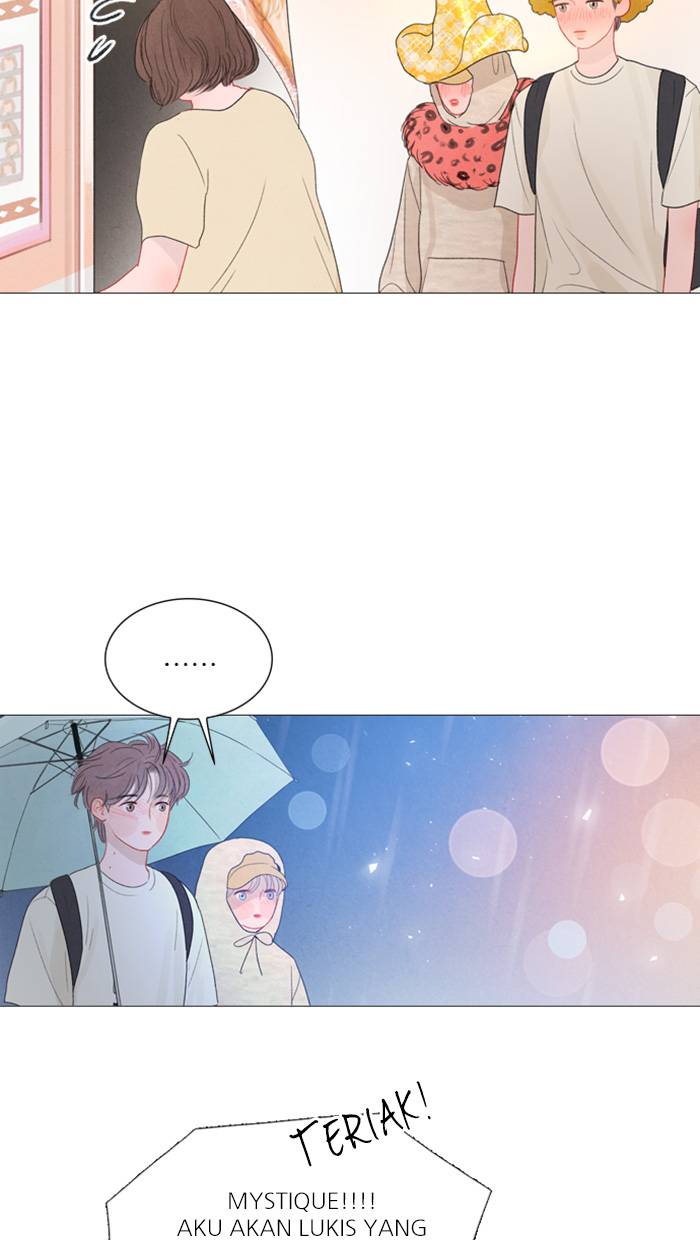 ......
TERIAK!
MYSTIQUE!!!!
AKU AKAN LUKIS YANG